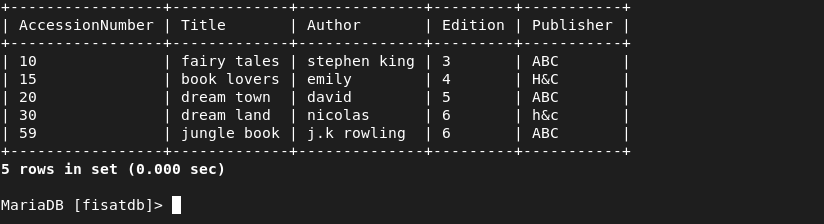 +-----------------+-------------+--------------+---------+-----------+
| AccessionNumber | Title       | Author       | Edition | Publisher |
+-----------------+-------------+--------------+---------+-----------+
| 10              | fairy tales | stephen king | 3       | ABC       |
| 15              | book lovers | emily        | 4       | H&C       |
| 20              | dream town  | david        | 5       | ABC       |
| 30              | dream land  | nicolas      | 6       | h&c       |
| 59              | jungle book | j.k rowling  | 6       | ABC       |
+-----------------+-------------+--------------+---------+-----------+
5 rows in set (0.000 sec)
MariaDB [fisatdb]>